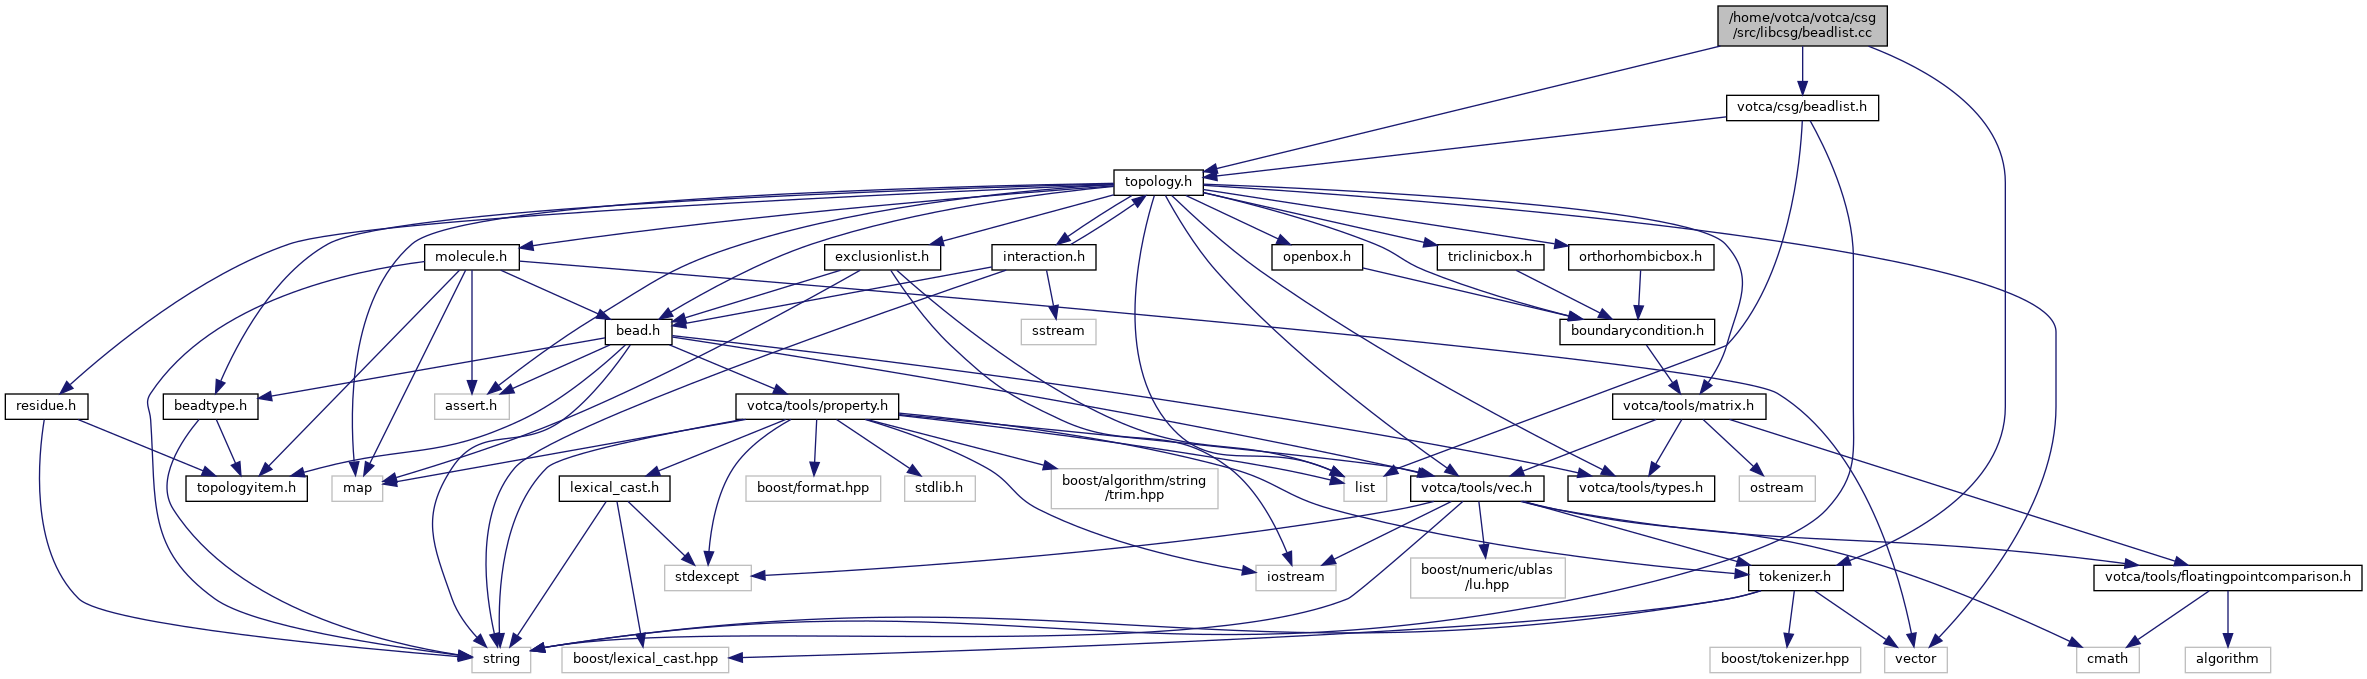 /home/votca/votca/csg
/src/libcsg/beadlist.cc
votca/csg/beadlist.h
topology.h
molecule.h
exclusionlist.h
interaction.h
openbox.h
triclinicbox.h
orthorhombicbox.h
bead.h
sstream
boundarycondition.h
residue.h
beadtype.h
assert.h
votca/tools/property.h
votca/tools/matrix.h
topologyitem.h
map
lexical_cast.h
boost/format.hpp
stdlib.h
boost/algorithm/string
/trim.hpp
list
votca/tools/vec.h
votca/tools/types.h
ostream
stdexcept
iostream
boost/numeric/ublas
/lu.hpp
tokenizer.h
votca/tools/floatingpointcomparison.h
string
boost/lexical_cast.hpp
boost/tokenizer.hpp
vector
cmath
algorithm